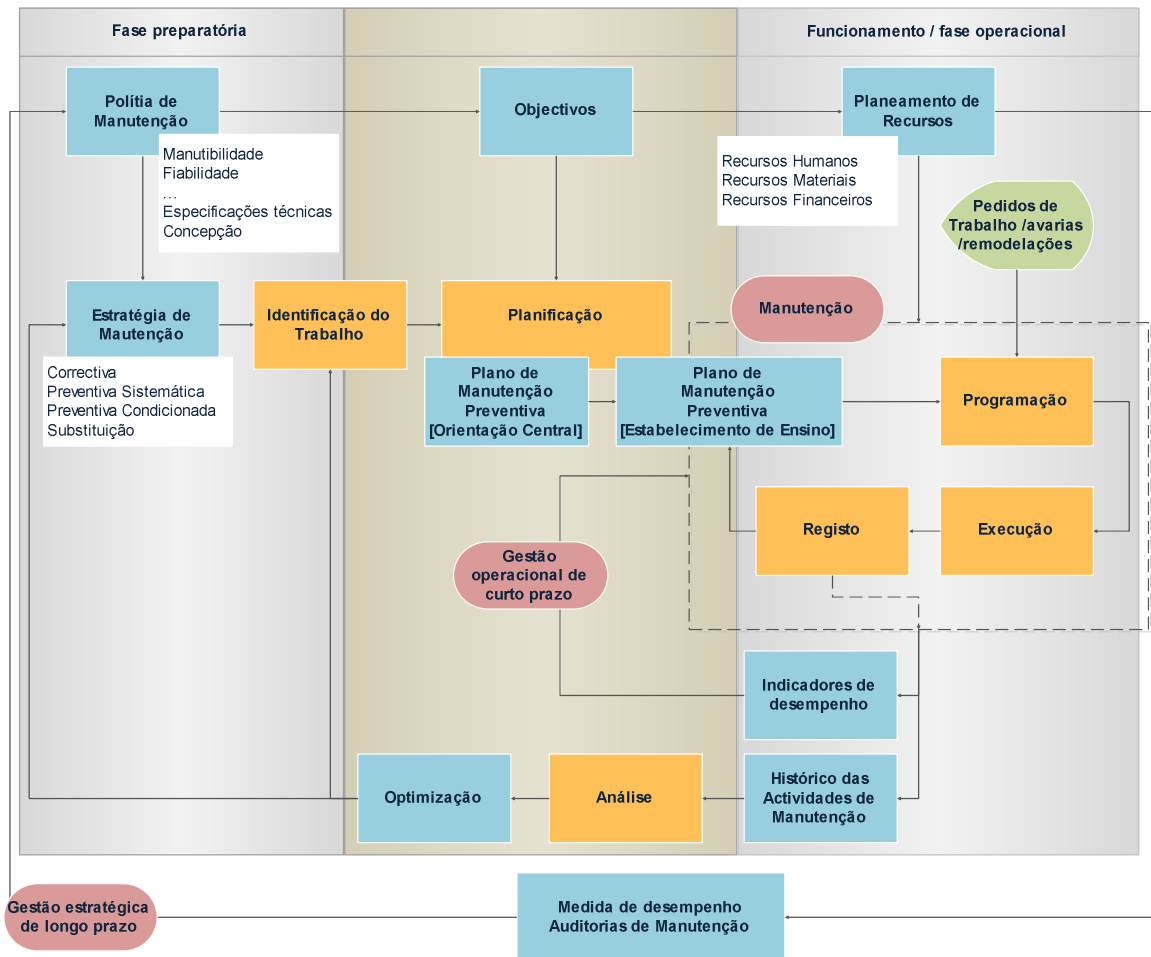 Fase preparatória
Funcionamento / fase operacional
Polítia de
Manutenção
Objectivos
Planeamento de
Recursos
Manutibilidade
Fiabilidade
…
Especificações técnicas
Concepção
Recursos Humanos
Recursos Materiais
Recursos Financeiros
Pedidos de
Trabalho /avarias
/remodelações
Estratégia de
Mautenção
Identificação do
Trabalho
Planificação
Manutenção
Correctiva
Preventiva Sistemática
Preventiva Condicionada
Substituição
Plano de
Manutenção
Preventiva
[Orientação Central]
Plano de
Manutenção
Preventiva
[Estabelecimento de Ensino]
Programação
Registo
Execução
Gestão
operacional de
curto prazo
Indicadores de
desempenho
Optimização
Análise
Histórico das
Actividades de
Manutenção
Gestão estratégica
de longo prazo
Medida de desempenho
Auditorias de Manutenção